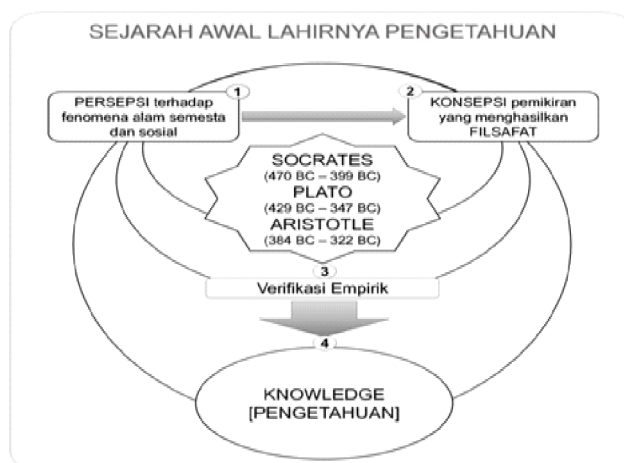 SEJARAH AWAL LAHIRNYA PENGETAHUAN
1
PERSEPSI terhadap
fenomena alam semesta
dan sosial
2
KONSEPSI pemikiran
yang menghasilkan
FILSAFAT
SOCRATES
(470 BC – 399 BC)
PLATO
(429 BC – 347 BC)
ARISTOTLE
(384 BC – 322 BC)
3
Verifikasi Empirik
4
KNOWLEDGE
[PENGETAHUAN]